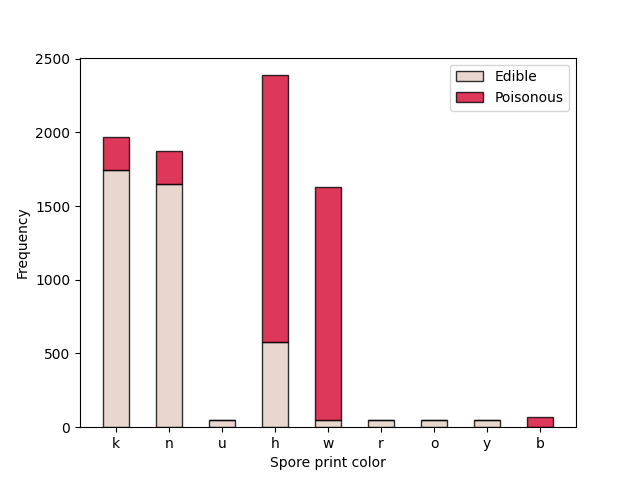 2500
2000
1500
1000
500
0
Frequency
Edible
Poisonous
k n u h w r o y b
Spore print color